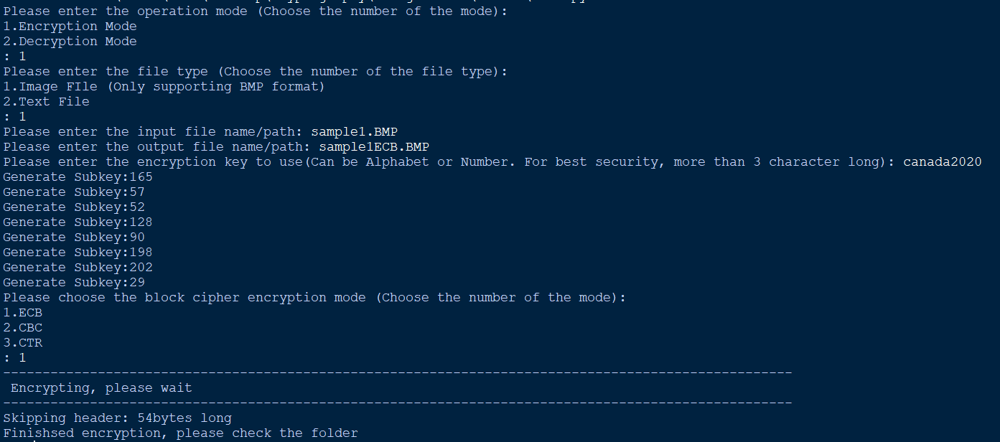 Please enter the operation mode (Choose the number of the mode):
1.Encryption Mode
2.Decryption Mode
: 1
Please enter the file type (Choose the number of the file type):
1.Image FIle (Only supporting BMP format)
2.Text File
: 1
Please enter the input file name/path: sample1.BMP
Please enter the output file name/path: sample1ECB.BMP
Please enter the encryption key to use(Can be Alphabet or Number. For best security, more than 3 character long): canada2020
Generate Subkey:165
Generate Subkey:57
Generate Subkey:52
Generate Subkey:128
Generate Subkey:90
Generate Subkey:198
Generate Subkey:202
Generate Subkey:29
Please choose the block cipher encryption mode (Choose the number of the mode):
1.ECB
2.CBC
3.CTR
: 1
----------------------------------------------------------------------------------------------------
 Encrypting, please wait
----------------------------------------------------------------------------------------------------
Skipping header: 54bytes long
Finishsed encryption, please check the folder